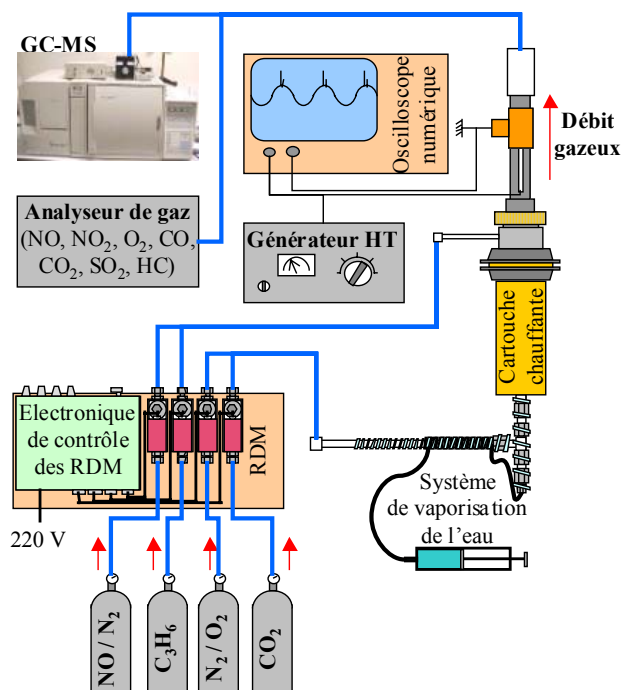 GC-MS
Oscilloscope
numérique
Débit
gazeux
Analyseur de gaz
(NO, NO₂, O₂, CO,
CO₂, SO₂, HC)
Générateur HT
Cartouche
chauffante
Electronique
de contrôle
des RDM
RDM
220 V
Système
de vaporisation
de l’eau
NO / N₂
C₃H₆
N₂ / O₂
CO₂